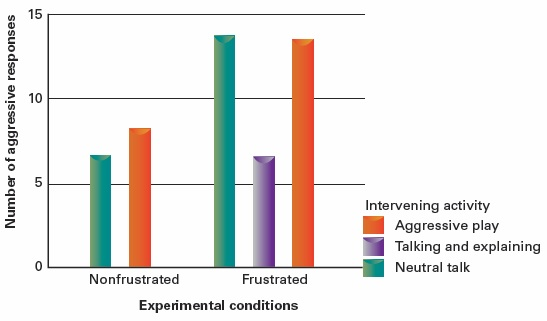 Number of aggressive responses
15
10
5
0
Nonfrustrated
Frustrated
Experimental conditions
Intervening activity
Aggressive play
Talking and explaining
Neutral talk